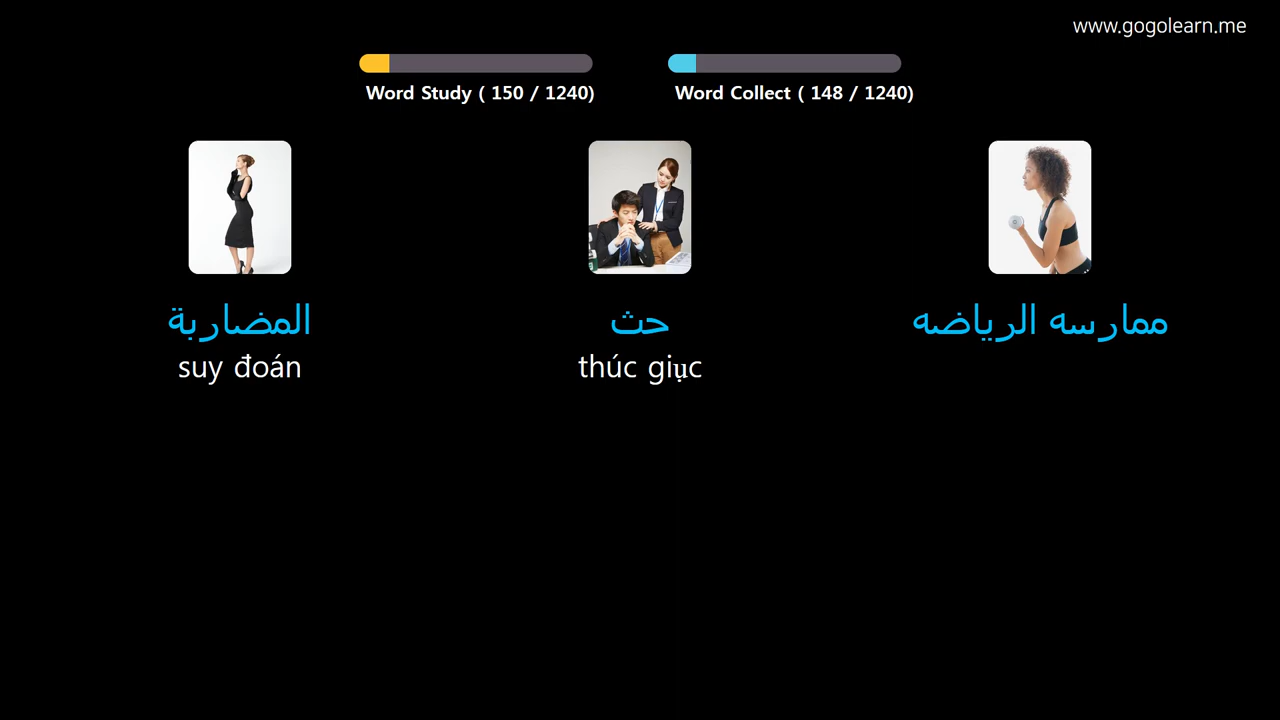 www.gogolearn.me
Word Study ( 150 / 1240)
Word Collect ( 148 / 1240)
المضاربة
suy đoán
حث
thúc giục
ممارسه الرياضه